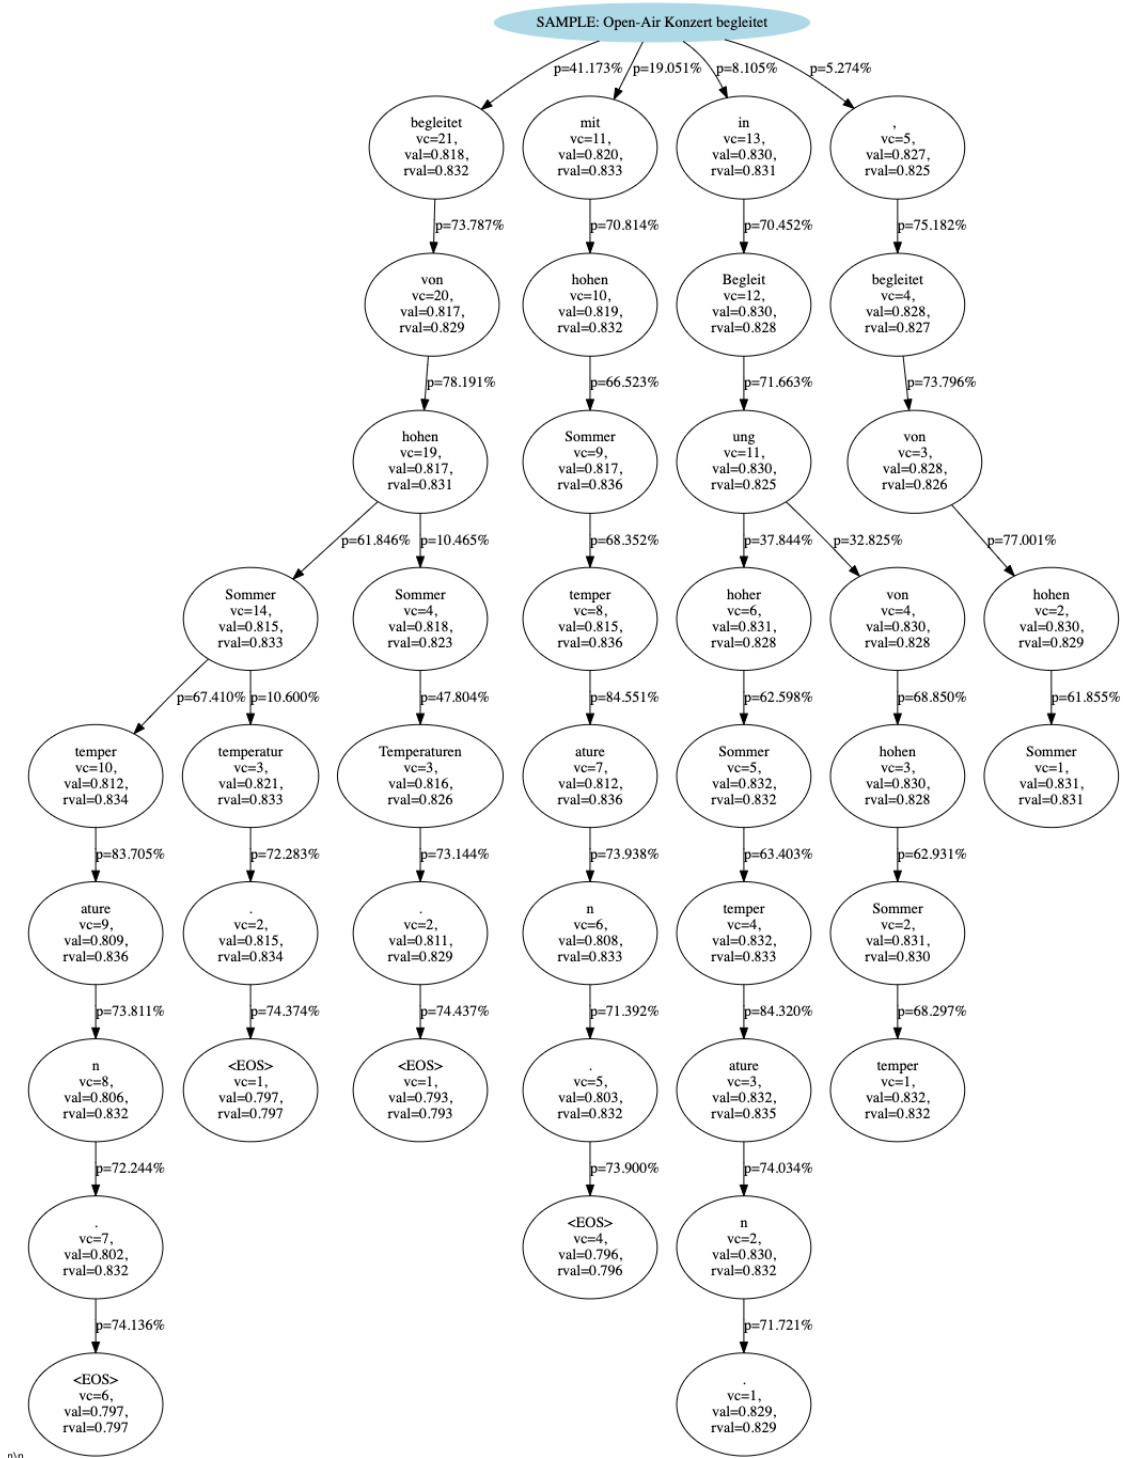 SAMPLE: Open-Air Konzert begleitet
p=41.173% p=19.051% p=8.105% p=5.274%
begleitet
vc=21,
val=0.818,
rval=0.832
mit
vc=11,
val=0.820,
rval=0.833
in
vc=13,
val=0.830,
rval=0.831
,
vc=5,
val=0.827,
rval=0.825
p=73.787% p=70.814% p=70.452% p=75.182%
von
vc=20,
val=0.817,
rval=0.829
hohen
vc=10,
val=0.819,
rval=0.832
Begleit
vc=12,
val=0.830,
rval=0.828
begleitet
vc=4,
val=0.828,
rval=0.827
p=78.191% p=66.523% p=71.663% p=73.796%
hohen
vc=19,
val=0.817,
rval=0.831
Sommer
vc=9,
val=0.817,
rval=0.836
ung
vc=11,
val=0.830,
rval=0.825
von
vc=3,
val=0.828,
rval=0.826
p=61.846% p=10.465% p=68.352% p=37.844% p=32.825% p=77.001%
Sommer
vc=14,
val=0.815,
rval=0.833
Sommer
vc=4,
val=0.818,
rval=0.823
temper
vc=8,
val=0.815,
rval=0.836
hoher
vc=6,
val=0.831,
rval=0.828
von
vc=4,
val=0.830,
rval=0.828
hohen
vc=2,
val=0.830,
rval=0.829
p=67.410% p=10.600% p=47.804% p=84.551% p=62.598% p=68.850% p=61.855%
temper
vc=10,
val=0.812,
rval=0.834
temperatur
vc=3,
val=0.821,
rval=0.833
Temperaturen
vc=3,
val=0.816,
rval=0.826
ature
vc=7,
val=0.812,
rval=0.836
Sommer
vc=5,
val=0.832,
rval=0.832
hohen
vc=3,
val=0.830,
rval=0.828
Sommer
vc=1,
val=0.831,
rval=0.831
p=83.705% p=72.283% p=73.144% p=73.938% p=63.403% p=62.931%
ature
vc=9,
val=0.809,
rval=0.836
.
vc=2,
val=0.815,
rval=0.834
.
vc=2,
val=0.811,
rval=0.829
n
vc=6,
val=0.808,
rval=0.833
temper
vc=4,
val=0.832,
rval=0.833
Sommer
vc=2,
val=0.831,
rval=0.830
p=73.811% p=74.374% p=74.437% p=71.392% p=84.320% p=68.297%
n
vc=8,
val=0.806,
rval=0.832
<EOS>
vc=1,
val=0.797,
rval=0.797
<EOS>
vc=1,
val=0.793,
rval=0.793
.
vc=5,
val=0.803,
rval=0.832
ature
vc=3,
val=0.832,
rval=0.835
temper
vc=1,
val=0.832,
rval=0.832
p=72.244% p=73.900% p=74.034%
.
vc=7,
val=0.802,
rval=0.832
<EOS>
vc=4,
val=0.796,
rval=0.796
n
vc=2,
val=0.830,
rval=0.832
p=74.136% p=71.721%
<EOS>
vc=6,
val=0.797,
rval=0.797
.
vc=1,
val=0.829,
rval=0.829
n\n